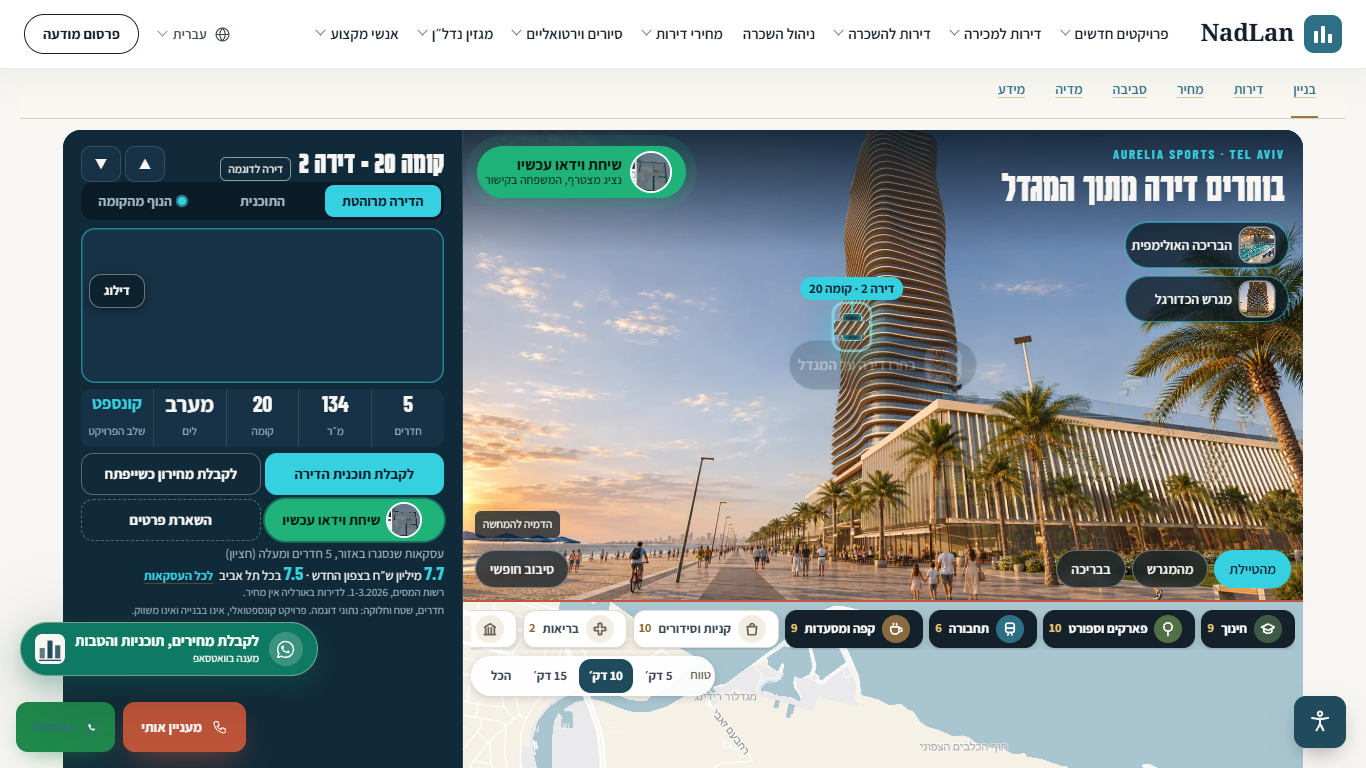 NadLan
פרויקטים חדשים
דירות למכירה
דירות להשכרה
ניהול השכרה
מחירי דירות
סיורים וירטואליים
מגזין נדל״ן
אנשי מקצוע
עברית
פרסום מודעה
בניין
דירות
מחיר
סביבה
מדיה
מידע
AURELIA SPORTS · TEL AVIV
בוחרים דירה מתוך המגדל
הבריכה האולימפית
מגרש הכדורגל
שיחת וידאו עכשיו
נציג מצטרף, המשפחה בקישור
דירה 2 · קומה 20
הדמיה להמחשה
מהטיילת
מהמגרש
בבריכה
סיבוב חופשי
קומה 20 - דירה 2
דירה לדוגמה
▲
▼
הדירה מרוהטת
התוכנית
הנוף מהקומה
דילוג
5
חדרים
134
מ״ר
20
קומה
מערב
לים
קונספט
שלב הפרויקט
לקבלת תוכנית הדירה
לקבלת מחירון כשייפתח
שיחת וידאו עכשיו
השארת פרטים
עסקאות שנסגרו באזור, 5 חדרים ומעלה (חציון)
7.7 מיליון ש״ח בצפון החדש · 7.5 בכל תל אביב לכל העסקאות
רשות המסים, 1-3.2026. לדירות באורליה אין מחיר.
חדרים, שטח וחלוקה: נתוני דוגמה. פרויקט קונספטואלי, אינו בבנייה ואינו משווק.
לקבלת מחירים, תוכניות והטבות
מענה בוואטסאפ
מעניין אותי
חינוך 9
פארקים וספורט 10
תחבורה 6
קפה ומסעדות 9
קניות וסידורים 10
בריאות 2
טווח
5 דק׳
10 דק׳
15 דק׳
הכל
מגדלור רידינג
רחבעם זאבי
חוף הכלבים הצפוני